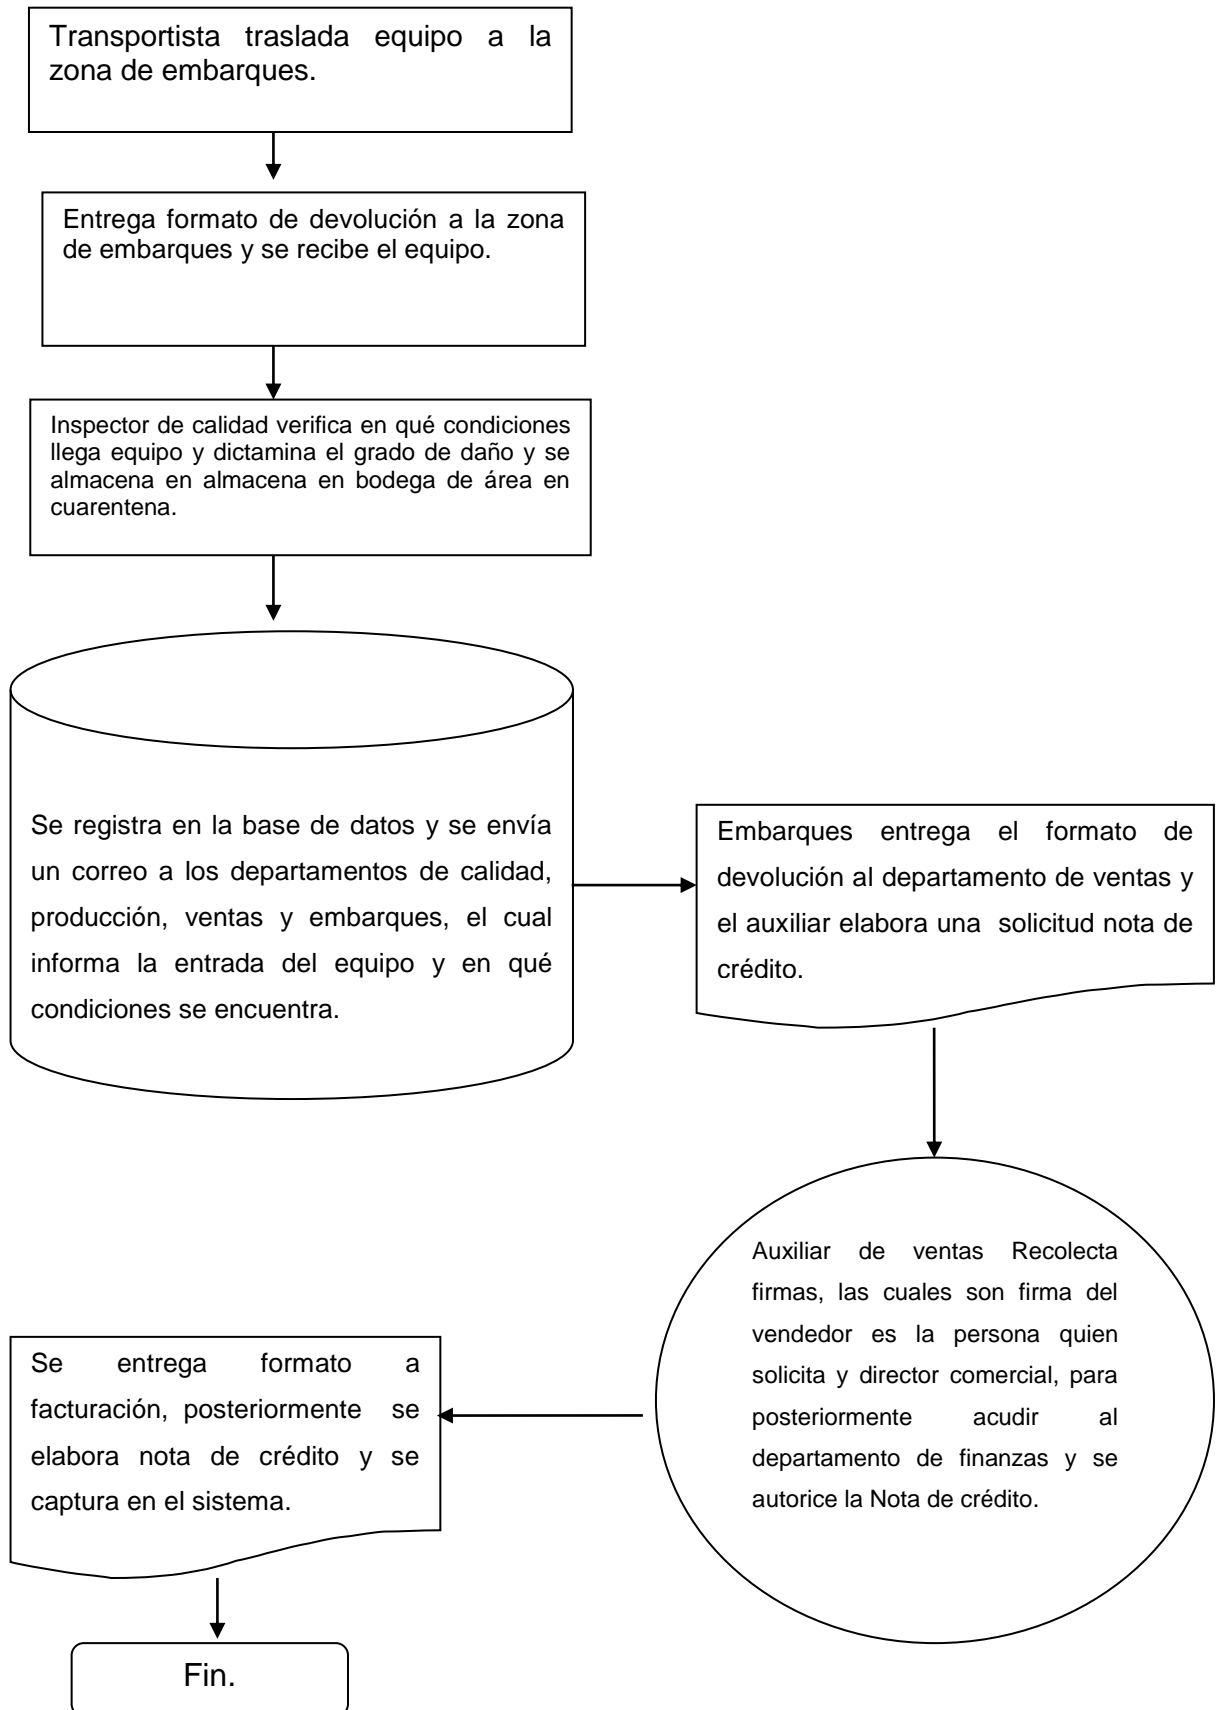 Transportista traslada equipo a la
zona de embarques.
Entrega formato de devolución a la zona
de embarques y se recibe el equipo.
Inspector de calidad verifica en qué condiciones
llega equipo y dictamina el grado de daño y se
almacena en almacena en bodega de área en
cuarentena.
Se registra en la base de datos y se envía
un correo a los departamentos de calidad,
producción, ventas y embarques, el cual
informa la entrada del equipo y en qué
condiciones se encuentra.
Embarques entrega el formato de
devolución al departamento de ventas y
el auxiliar elabora una solicitud nota de
crédito.
Auxiliar de ventas Recolecta
firmas, las cuales son firma del
vendedor es la persona quien
solicita y director comercial, para
posteriormente acudir al
departamento de finanzas y se
autorice la Nota de crédito.
Se entrega formato a
facturación, posteriormente se
elabora nota de crédito y se
captura en el sistema.
Fin.